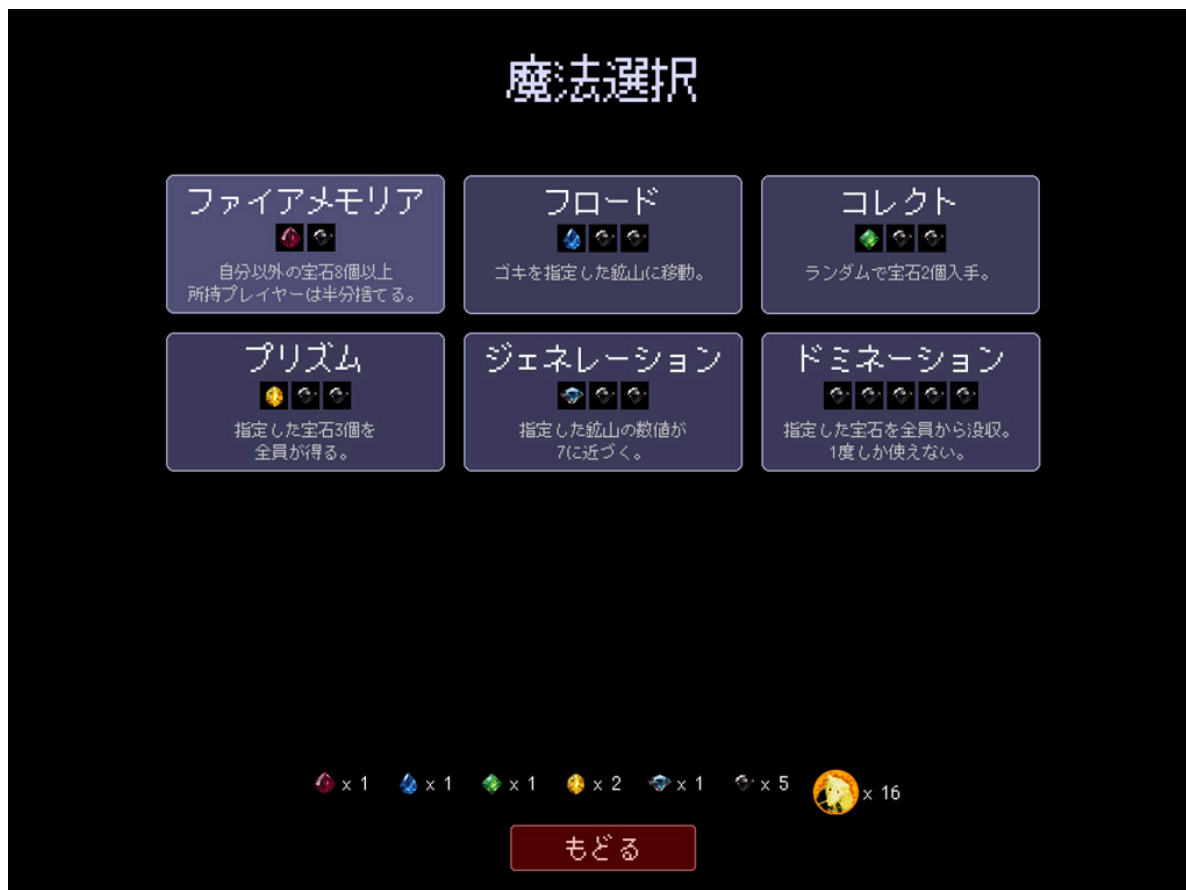 魔法選択
ファイアメモリア
自分以外の宝石8個以上
所持プレイヤーは半分捨てる。
フロード
ゴキを指定した鉱山に移動。
コレクト
ランダムで宝石2個入手。
プリズム
指定した宝石3個を
全員が得る。
ジェネレーション
指定した鉱山の数値が
7に近づく。
ドミネーション
指定した宝石を全員から没収。
1度しか使えない。
x 1 x 1 x 1 x 2 x 1 x 5 x 16
もどる